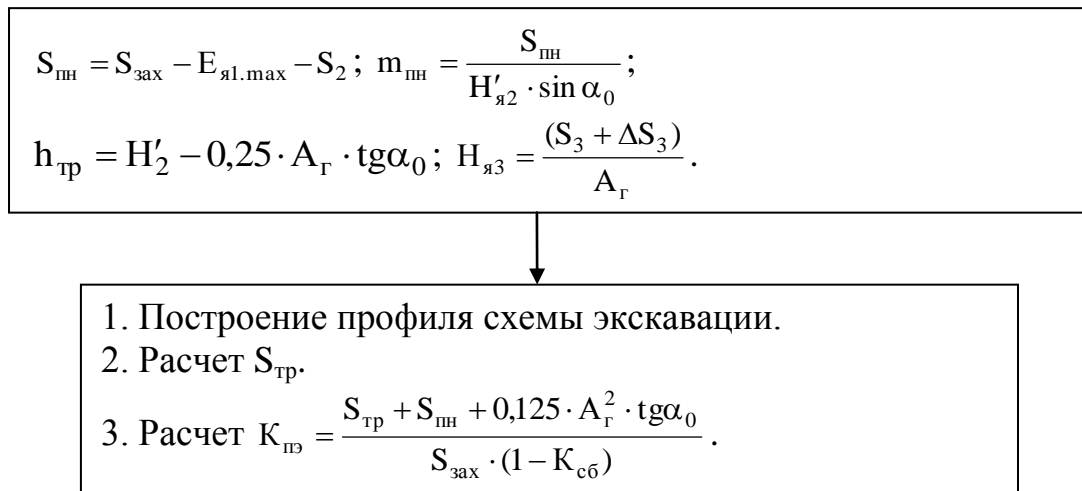 S_пн = S_зах − E_я1.max − S_2 ; m_пн = S_пн / (H′_я2 · sin α_0) ;
h_тр = H′_2 − 0,25 · A_г · tgα_0 ; H_я3 = (S_3 + ΔS_3) / A_г .
1. Построение профиля схемы экскавации.
2. Расчет S_тр.
3. Расчет K_пэ = (S_тр + S_пн + 0,125 · A_г^2 · tgα_0) / (S_зах · (1 − K_сб)) .